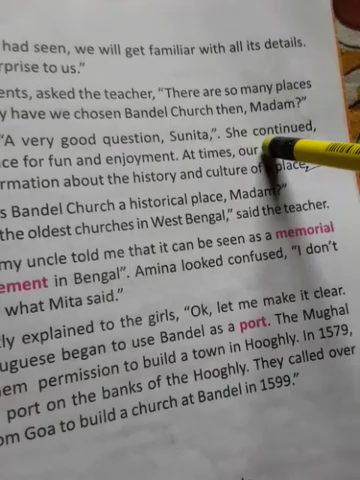 had seen, we will get familiar with all its details.
rprise to us."
ents, asked the teacher, "There are so many places
y have we chosen Bandel Church then, Madam?"
"A very good question, Sunita,". She continued,
ce for fun and enjoyment. At times, our
rmation about the history and culture of place,
s Bandel Church a historical place, Madam?"
the oldest churches in West Bengal," said the teacher.
my uncle told me that it can be seen as a memorial
ement in Bengal". Amina looked confused, "I don't
what Mita said."
ly explained to the girls, "Ok, let me make it clear.
uguese began to use Bandel as a port. The Mughal
em permission to build a town in Hooghly. In 1579,
port on the banks of the Hooghly. They called over
om Goa to build a church at Bandel in 1599."